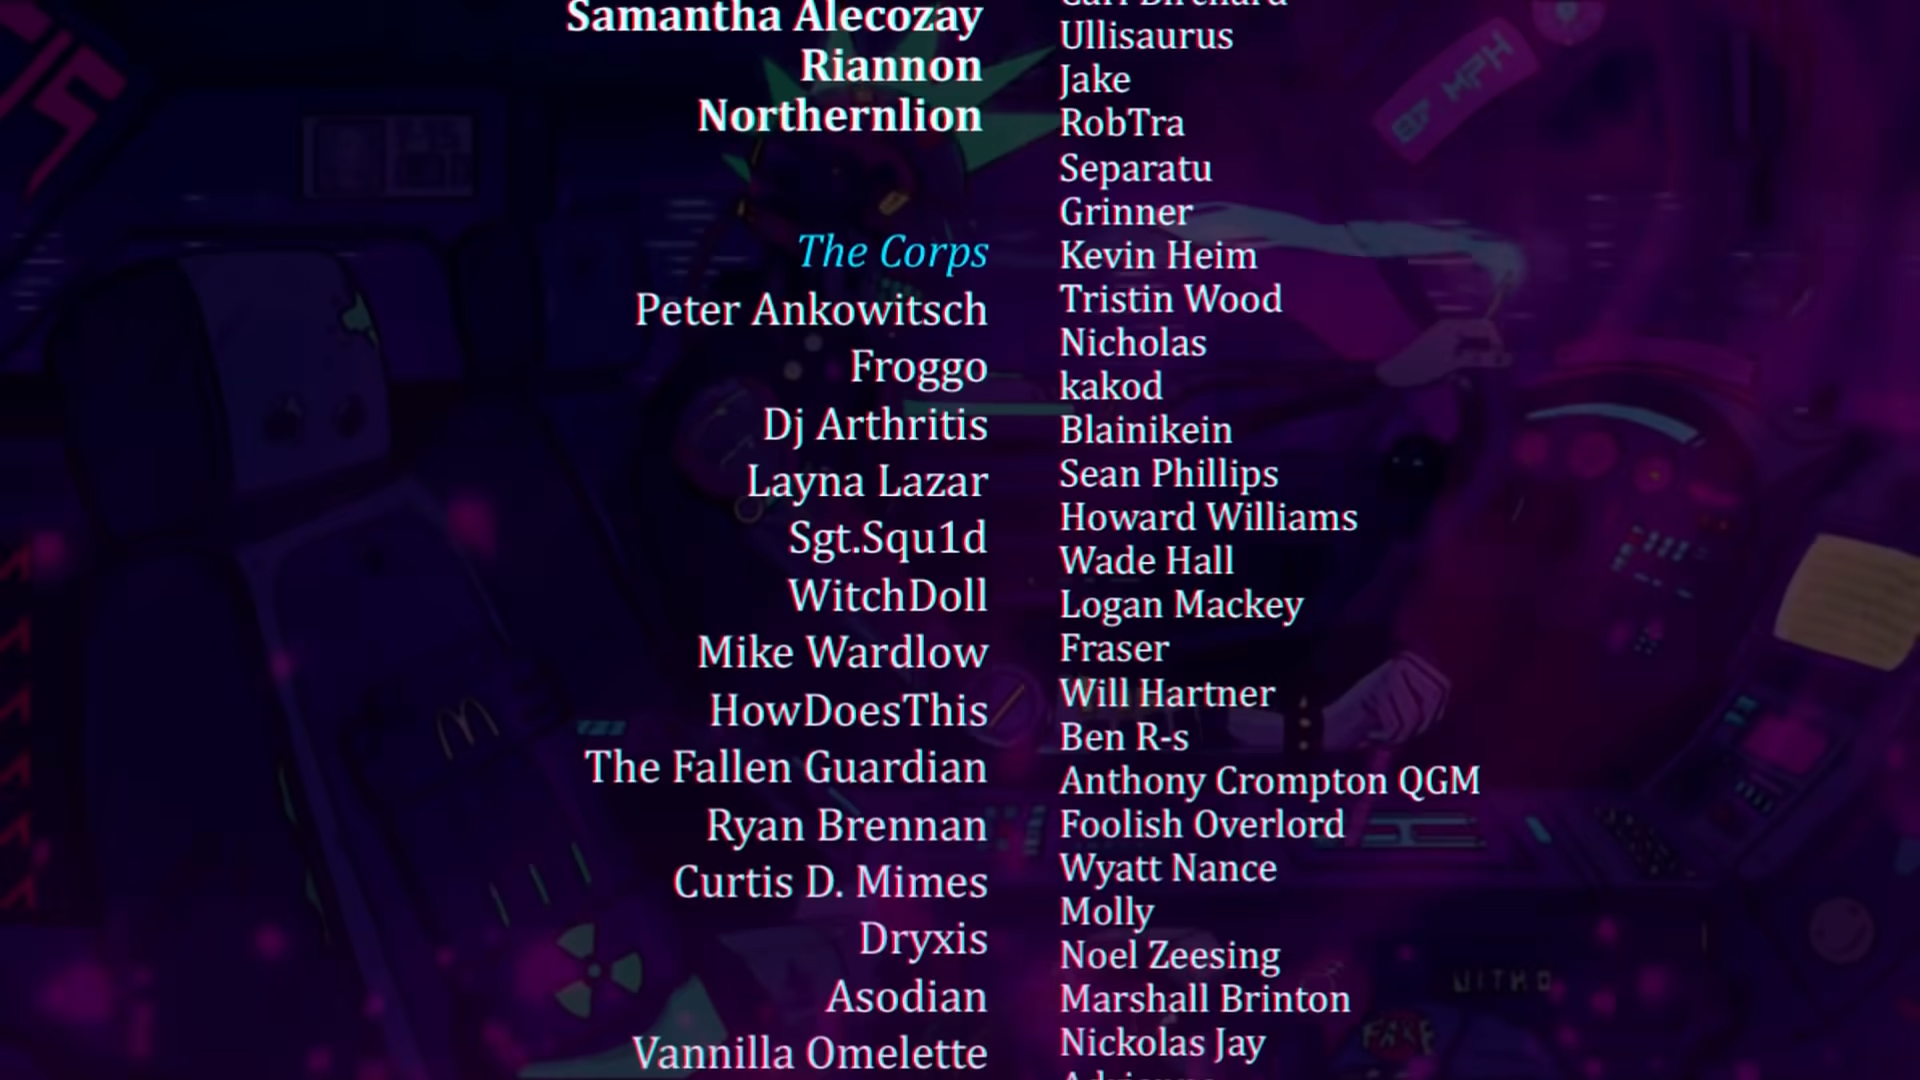 Samantha Alecozay
Riannon
Northernlion
The Corps
Peter Ankowitsch
Froggo
Dj Arthritis
Layna Lazar
Sgt.Squ1d
WitchDoll
Mike Wardlow
HowDoesThis
The Fallen Guardian
Ryan Brennan
Curtis D. Mimes
Dryxis
Asodian
Vannilla Omelette
Ullisaurus
Jake
RobTra
Separatu
Grinner
Kevin Heim
Tristin Wood
Nicholas
kakod
Blainikein
Sean Phillips
Howard Williams
Wade Hall
Logan Mackey
Fraser
Will Hartner
Ben R-s
Anthony Crompton QGM
Foolish Overlord
Wyatt Nance
Molly
Noel Zeesing
Marshall Brinton
Nickolas Jay
MPH
FAKE